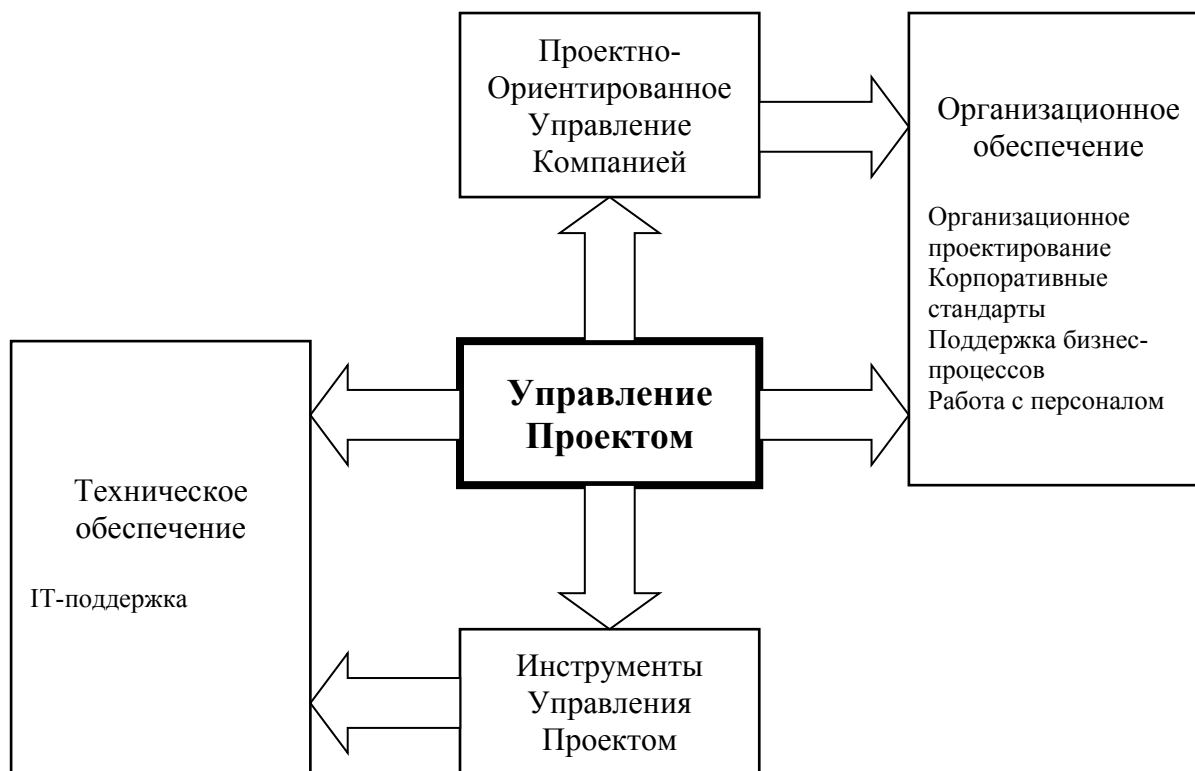 Проектно-
Ориентированное
Управление
Компанией
Организационное
обеспечение
Организационное
проектирование
Корпоративные
стандарты
Поддержка бизнес-
процессов
Работа с персоналом
Управление
Проектом
Техническое
обеспечение
IT-поддержка
Инструменты
Управления
Проектом